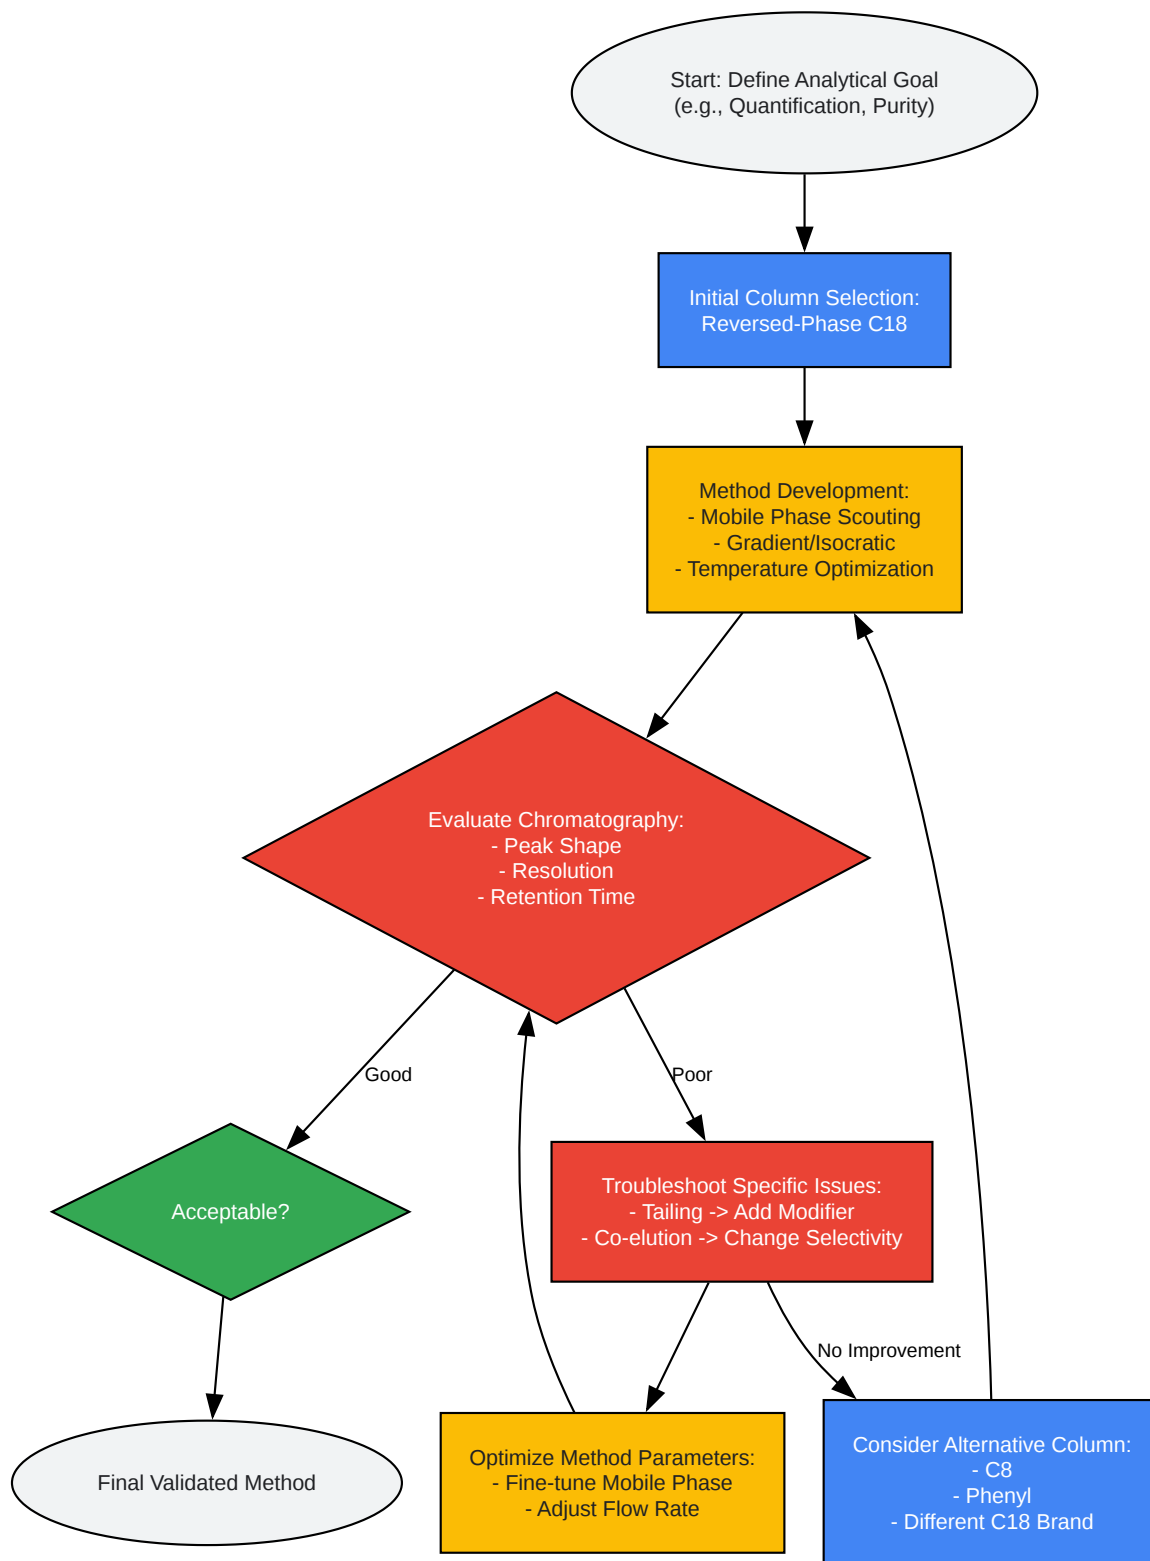 Start: Define Analytical Goal
(e.g., Quantification, Purity)
Initial Column Selection:
Reversed-Phase C18
Method Development:
- Mobile Phase Scouting
- Gradient/Isocratic
- Temperature Optimization
Evaluate Chromatography:
- Peak Shape
- Resolution
- Retention Time
Good
Poor
Acceptable?
Troubleshoot Specific Issues:
- Tailing -> Add Modifier
- Co-elution -> Change Selectivity
No Improvement
Final Validated Method
Optimize Method Parameters:
- Fine-tune Mobile Phase
- Adjust Flow Rate
Consider Alternative Column:
- C8
- Phenyl
- Different C18 Brand